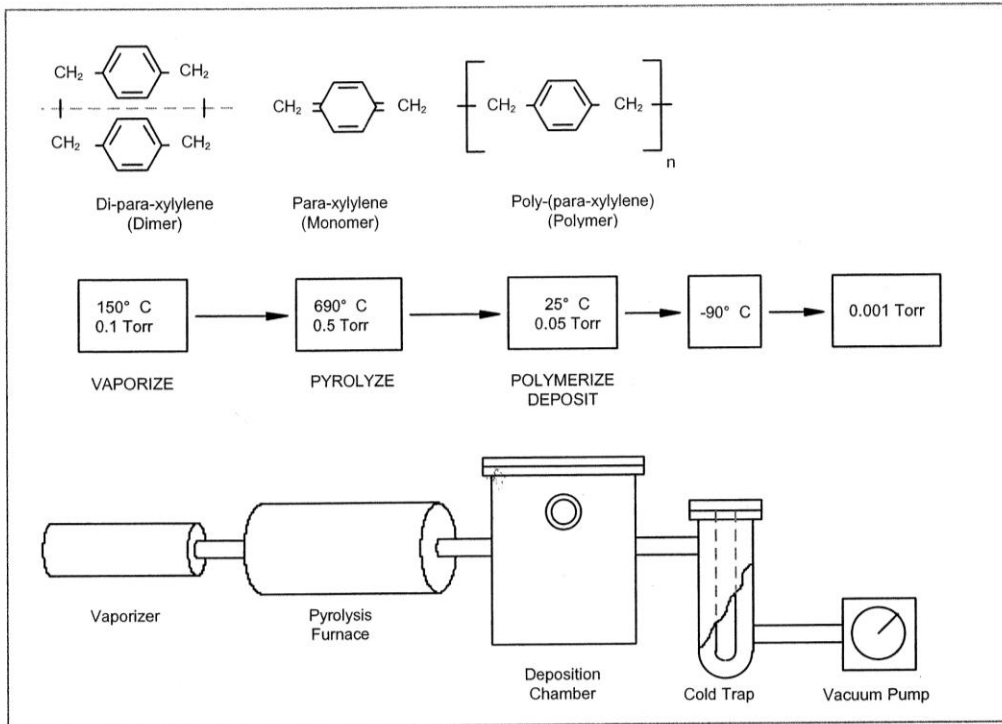 CH2 CH2
CH2 CH2
Di-para-xylylene
(Dimer)
CH2 CH2
Para-xylylene
(Monomer)
CH2 CH2
n
Poly-(para-xylylene)
(Polymer)
150° C
0.1 Torr
VAPORIZE
690° C
0.5 Torr
PYROLYZE
25° C
0.05 Torr
POLYMERIZE
DEPOSIT
-90° C
0.001 Torr
Vaporizer
Pyrolysis
Furnace
Deposition
Chamber
Cold Trap
Vacuum Pump